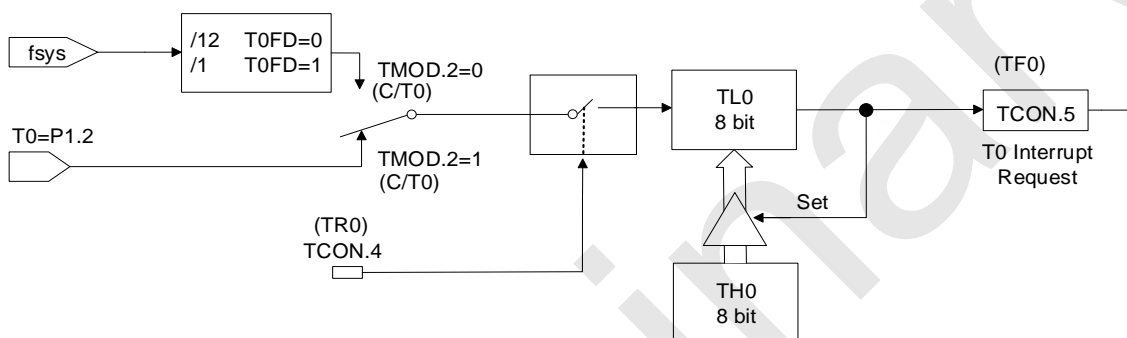 fsys
/12 T0FD=0
/1 T0FD=1
TMOD.2=0
(C/T0)
T0=P1.2
TMOD.2=1
(C/T0)
(TR0)
TCON.4
TL0
8 bit
(TF0)
TCON.5
T0 Interrupt
Request
Set
TH0
8 bit